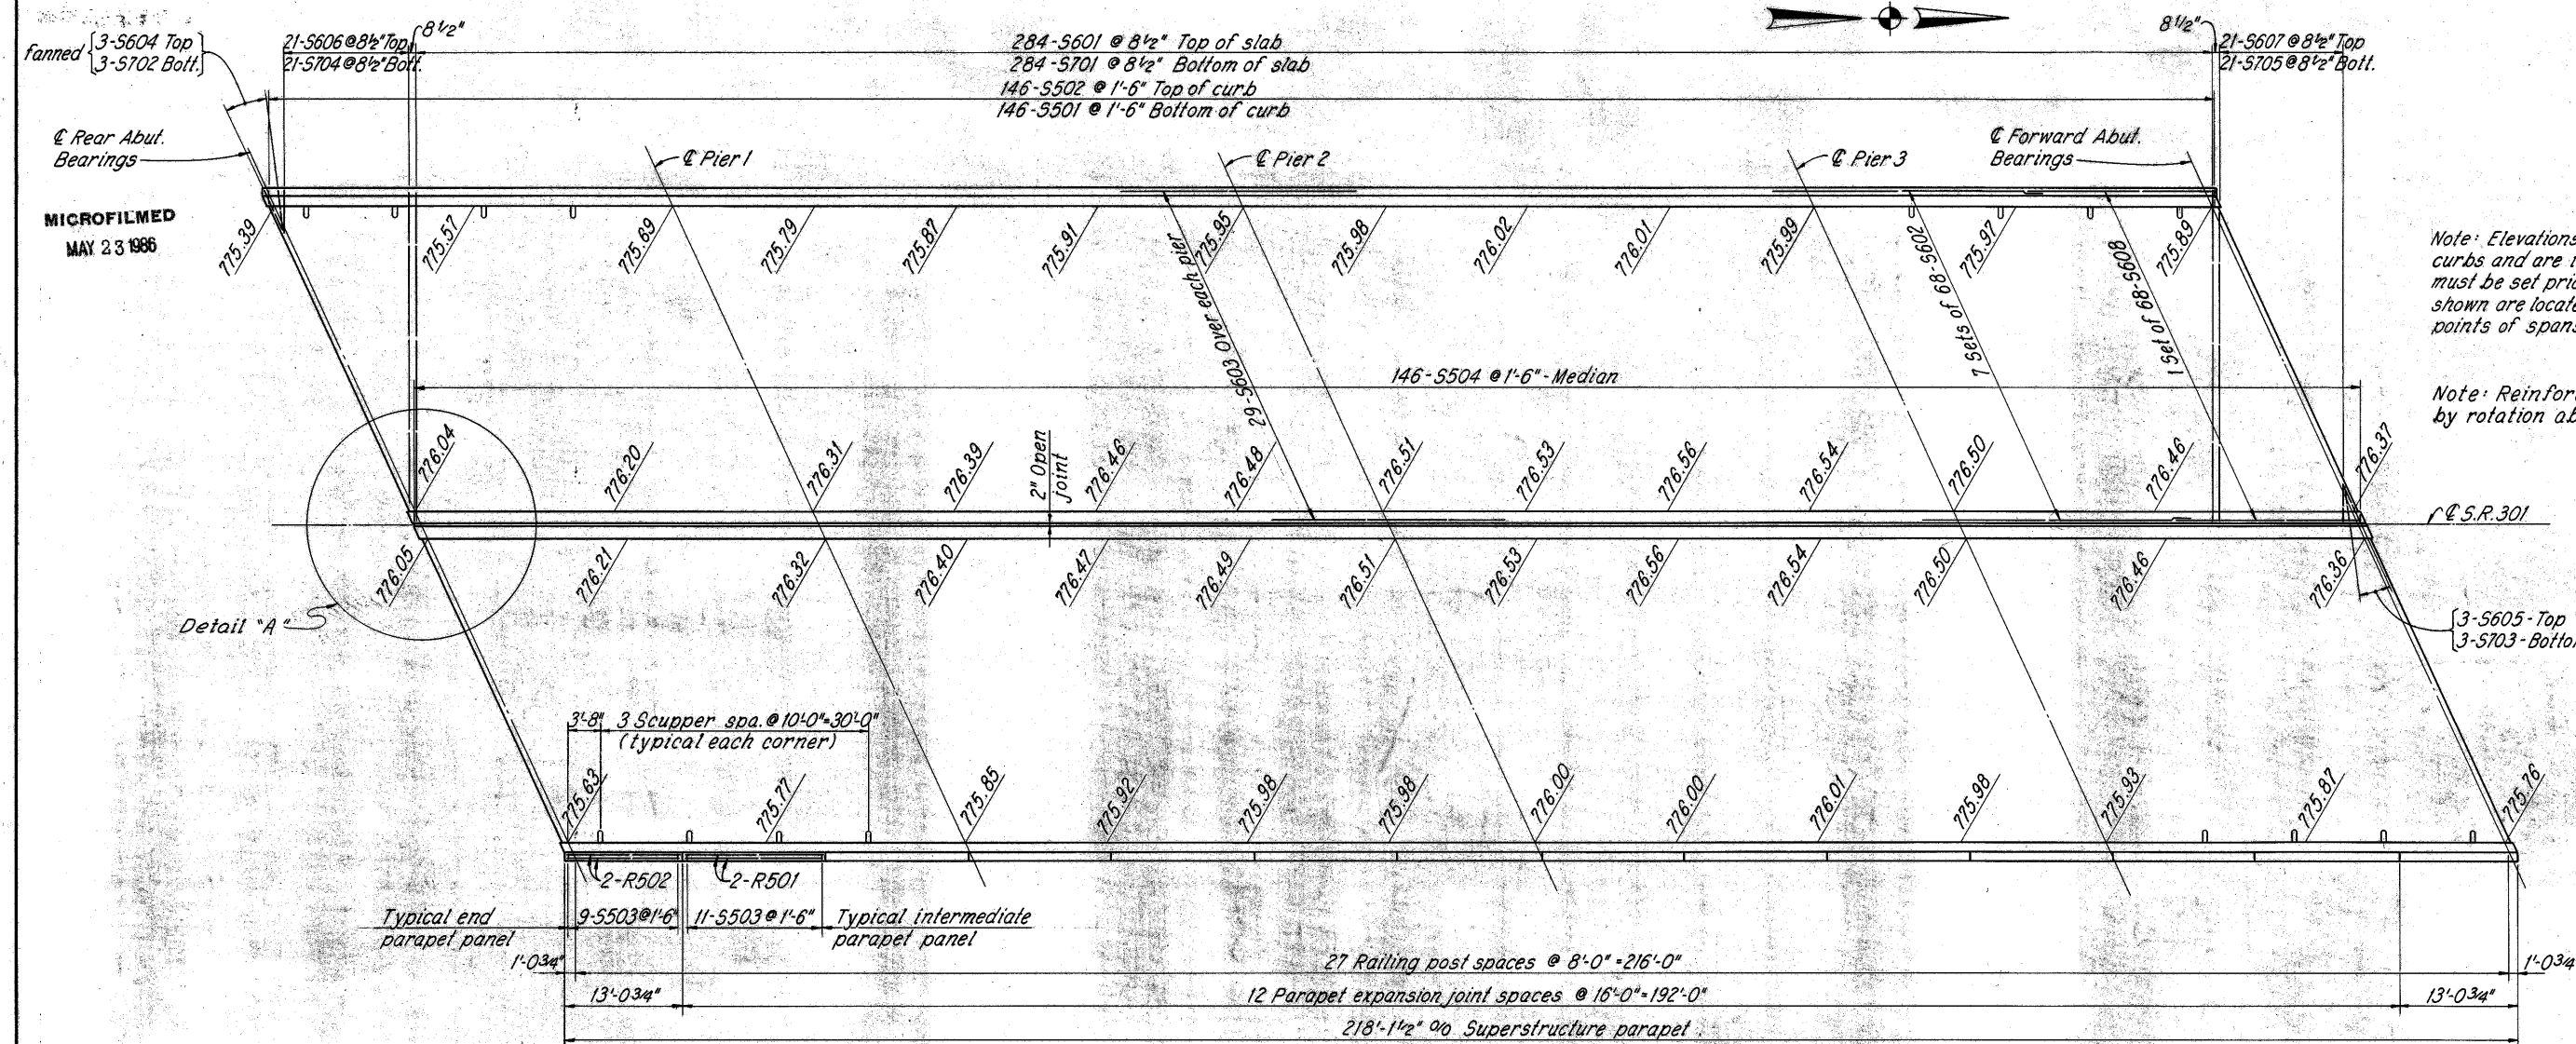 fanned
3-S604 Top
3-S702 Bott.
21-S606@8½"Top
21-S704@8½"Bott.
8½"
284-S601 @ 8½" Top of slab
284-S701 @ 8½" Bottom of slab
146-S502 @ 1'-6" Top of curb
146-S501 @ 1'-6" Bottom of curb
8½"
21-S607@8½"Top
21-S705@8½"Bott.
℄ Rear Abut.
Bearings
℄ Pier 1
℄ Pier 2
℄ Pier 3
℄ Forward Abut.
Bearings
MICROFILMED
MAY 23 1986
775.39
775.57
775.69
775.79
775.87
775.91
775.95
775.98
776.02
776.01
775.99
775.97
775.89
29-S603 Over each pier
7 Sets of 68-S602
1 Set of 68-S608
Note: Elevations
curbs and are
must be set
shown are
points of spans
146-S504 @ 1'-6" - Median
Note:
by rotation
2" Open
joint
776.04
776.20
776.31
776.39
776.46
776.48
776.51
776.53
776.56
776.54
776.50
776.46
776.37
℄ S.R. 301
776.05
776.21
776.32
776.40
776.47
776.49
776.51
776.53
776.56
776.54
776.50
776.46
776.36
Detail "A"
3-S605-Top
3-S703-
3'-8"
3 Scupper spa. @ 10'-0"=30'-0"
(typical each corner)
775.63
775.77
775.85
775.92
775.98
775.98
776.00
776.00
776.01
775.98
775.93
775.87
775.76
2-R502
2-R501
Typical end
parapet panel
9-S503@1'-6"
11-S503@1'-6"
Typical intermediate
parapet panel
1'-0¾"
27 Railing post spaces @ 8'-0" =216'-0"
1'-0¾
13'-0¾"
12 Parapet expansion joint spaces @ 16'-0"=192'-0"
13'-0¾"
218'-1½" o/o Superstructure parapet